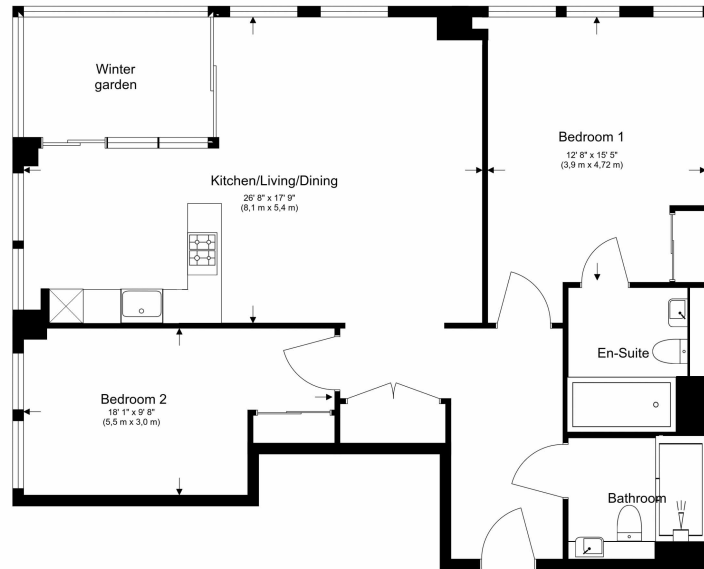 Winter
garden
Kitchen/Living/Dining
26' 8" x 17' 9"
(8,1 m x 5,4 m)
Bedroom 1
12' 8" x 15' 5"
(3,9 m x 4,72 m)
En-Suite
Bedroom 2
18' 1" x 9' 8"
(5,5 m x 3,0 m)
Bathroom